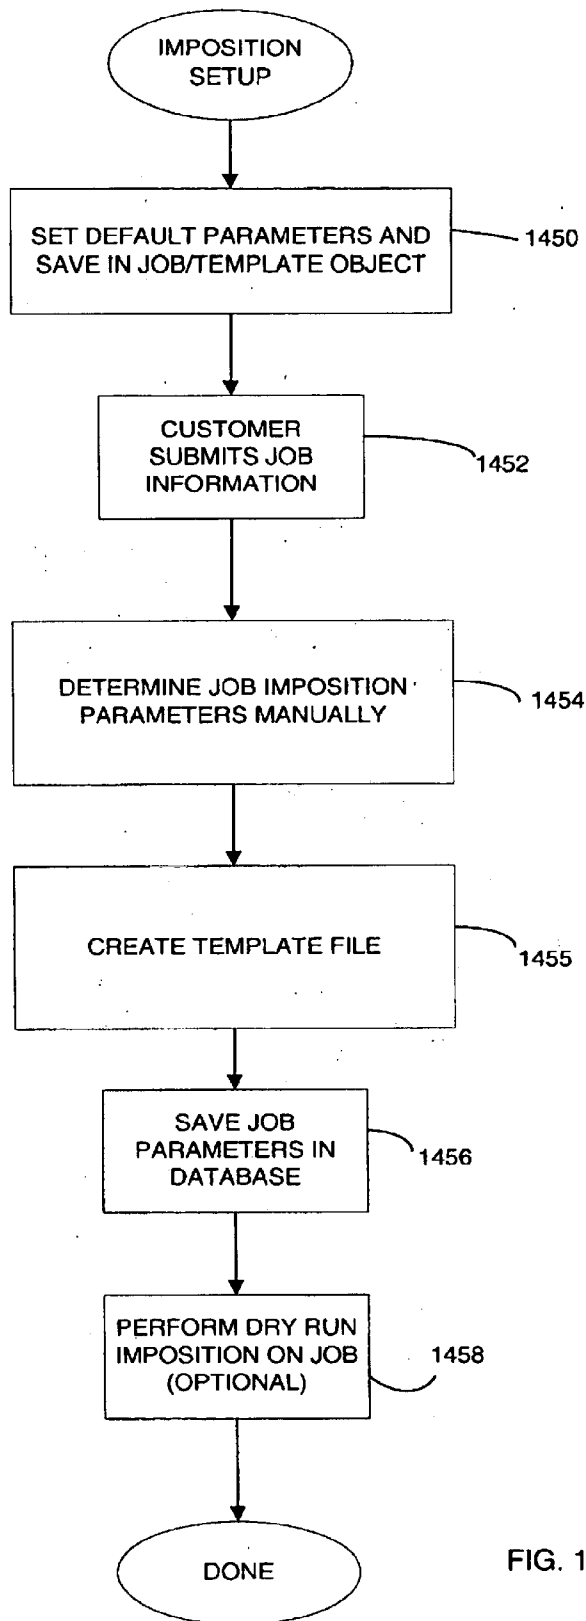 IMPOSITION
SETUP
SET DEFAULT PARAMETERS AND
SAVE IN JOB/TEMPLATE OBJECT
1450
CUSTOMER
SUBMITS JOB
INFORMATION
1452
DETERMINE JOB IMPOSITION
PARAMETERS MANUALLY
1454
CREATE TEMPLATE FILE
1455
SAVE JOB
PARAMETERS IN
DATABASE
1456
PERFORM DRY RUN
IMPOSITION ON JOB
(OPTIONAL)
1458
DONE
FIG. 1